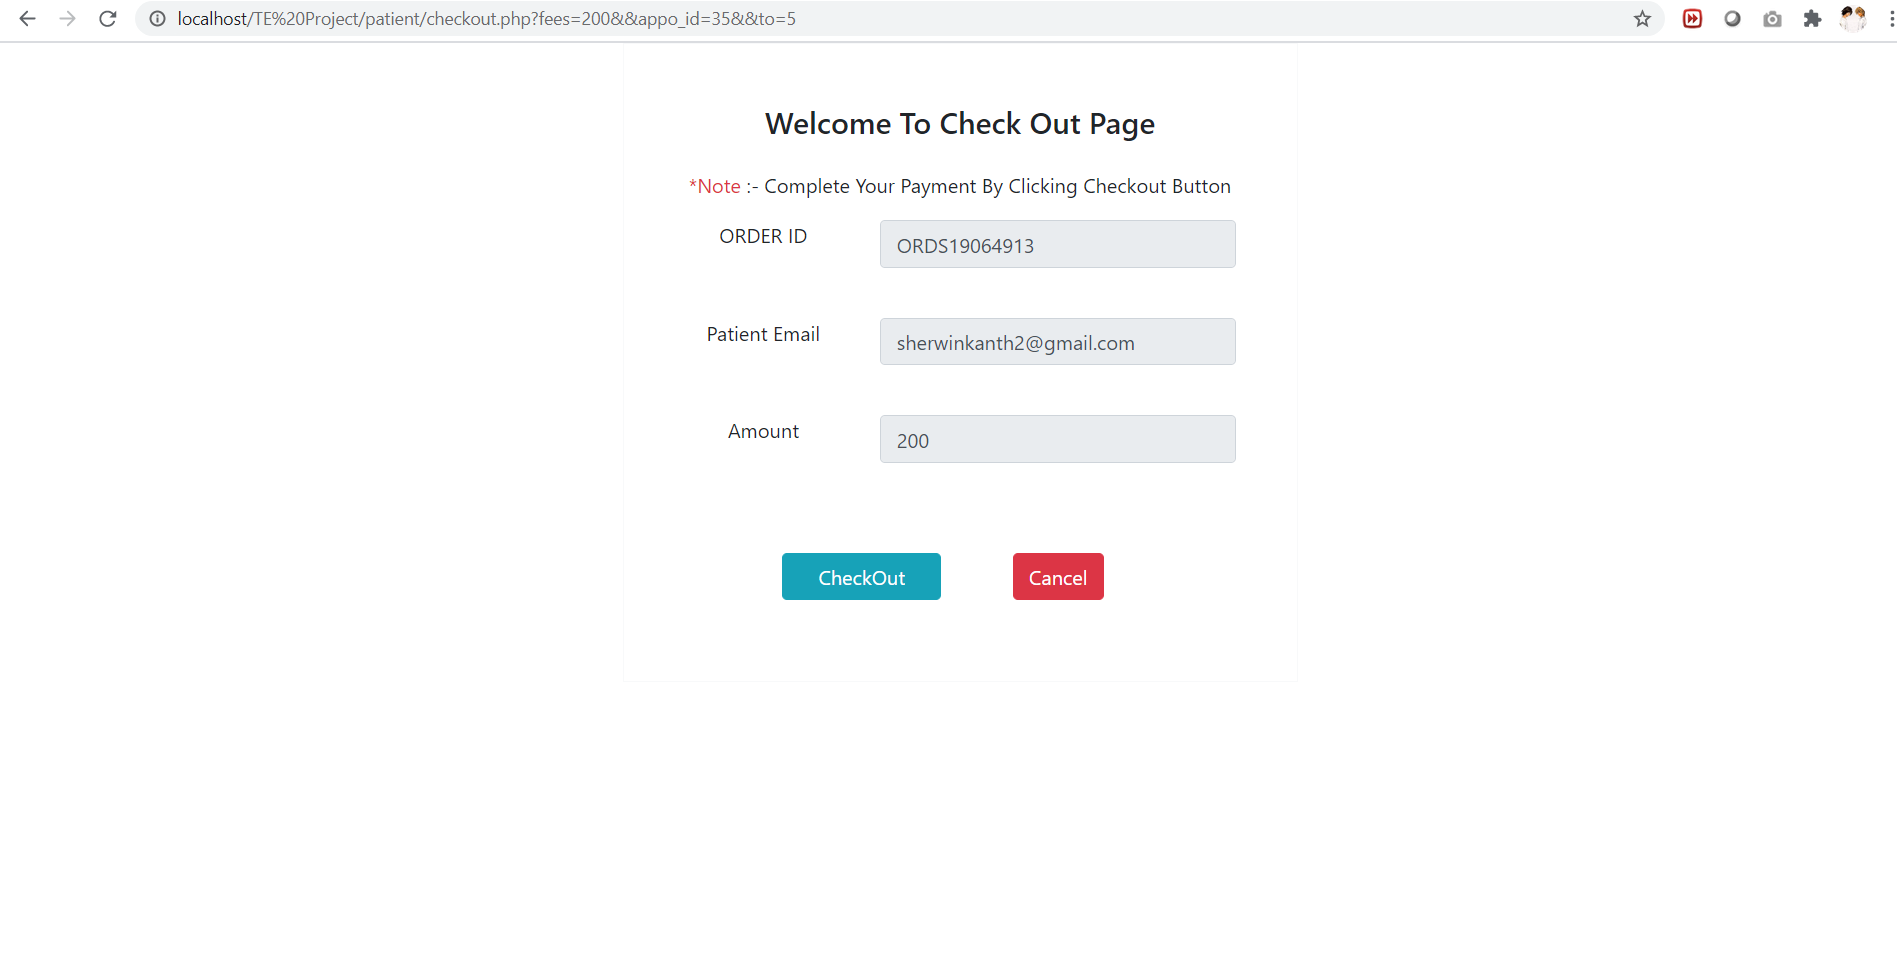 localhost/TE%20Project/patient/checkout.php?fees=200&&appo_id=35&&to=5
Welcome To Check Out Page
*Note :- Complete Your Payment By Clicking Checkout Button
ORDER ID ORDS19064913
Patient Email sherwinkanth2@gmail.com
Amount 200
CheckOut Cancel